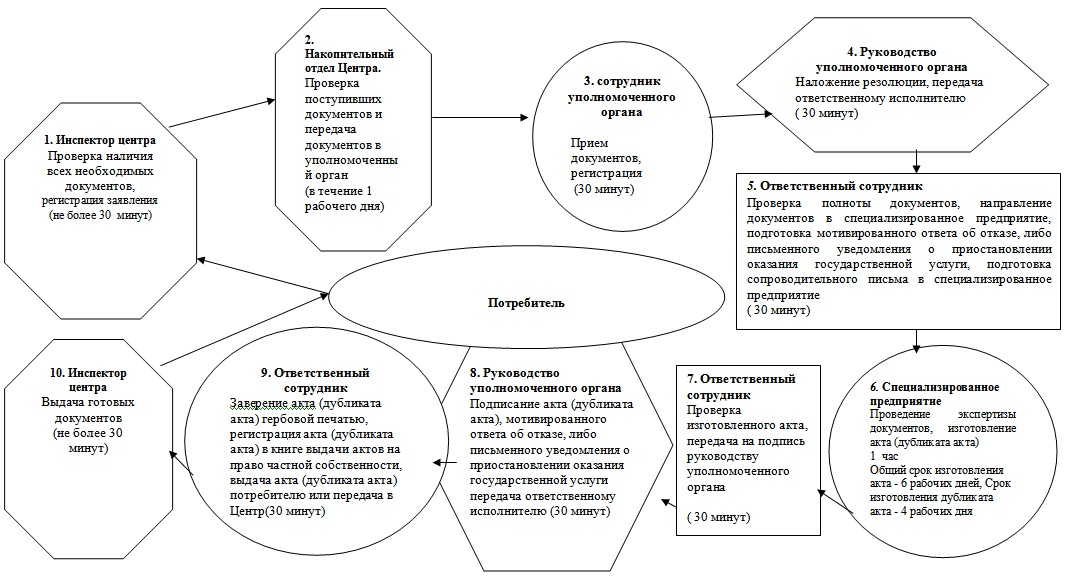 1. Инспектор центра
Проверка наличия
всех необходимых
документов,
регистрация заявления
(не более 30 минут)
2.
Накопительный
отдел Центра.
Проверка
поступивших
документов и
передача
документов в
уполномоченны
й орган
(в течение 1
рабочего дня)
3. сотрудник
уполномоченного
органа
Прием
документов,
регистрация
(30 минут)
4. Руководство
уполномоченного органа
Наложение резолюции, передача
ответственному исполнителю
( 30 минут)
5. Ответственный сотрудник
Проверка полноты документов, направление
документов в специализированое предприятие,
подготовка мотивированного ответа об отказе, либо
письменного уведомления о приостановлении
оказания государственной услуги, подготовка
сопроводительного письма в специализированное
предприятие
( 30 минут)
Потребитель
6. Специализированное
предприятие
Проведение экспертизы
документов, изготовление
акта (дубликата акта)
1 час
Общий срок изготовления
акта - 6 рабочих дней, Срок
изготовления дубликата
акта - 4 рабочих дня
7. Ответственный
сотрудник
Проверка
изготовленного акта,
передача на подпись
руководству
уполномоченного
органа
( 30 минут)
8. Руководство
уполномоченного органа
Подписание акта (дубликата
акта), мотивированного
ответа об отказе, либо
письменного уведомления о
приостановлении оказания
государственной услуги
передача ответственному
исполнителю (30 минут)
9. Ответственный
сотрудник
Заверение акта (дубликата
акта) гербовой печатью,
регистрация акта (дубликата
акта) в книге выдачи актов на
право частной собственности,
выдача акта (дубликата акта)
потребителю или передача в
Центр(30 минут)
10. Инспектор
центра
Выдача готовых
документов
(не более 30
минут)